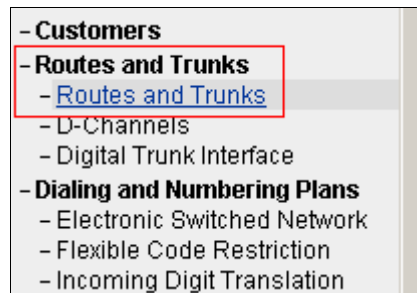 – Customers
– Routes and Trunks
– Routes and Trunks
– D-Channels
– Digital Trunk Interface
– Dialing and Numbering Plans
– Electronic Switched Network
– Flexible Code Restriction
– Incoming Digit Translation